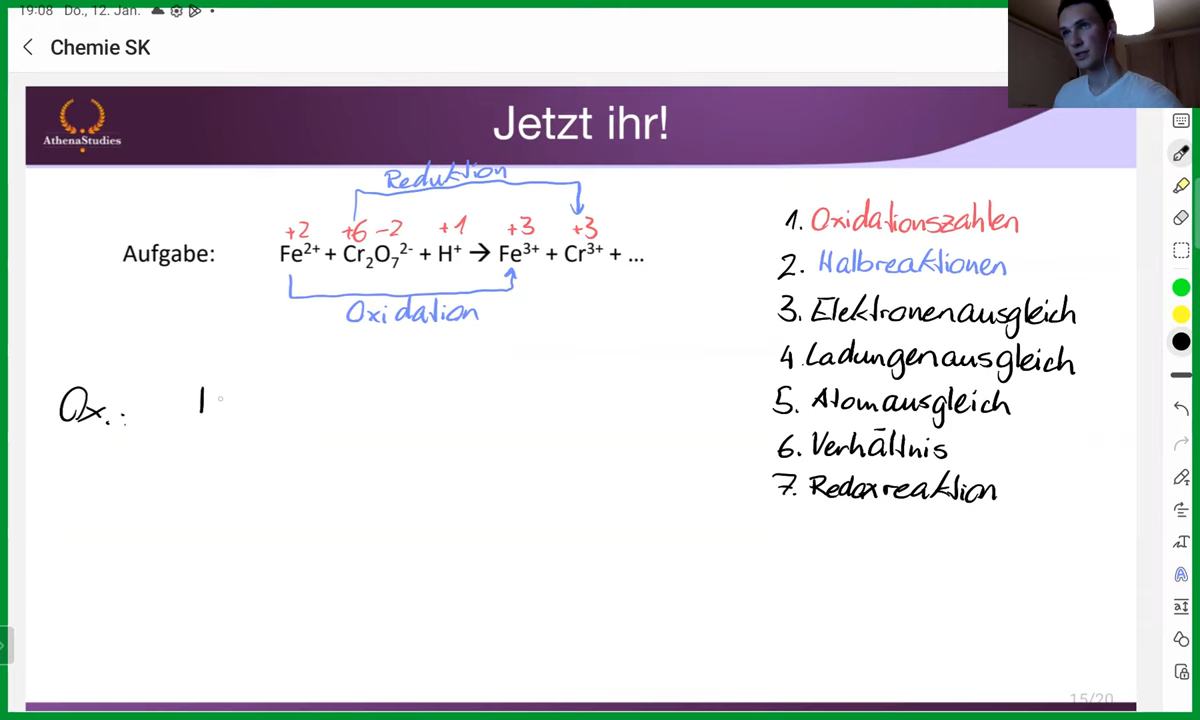 19:08 Do., 12. Jan.
Chemie SK
AthenaStudies
Jetzt ihr!
Reduktion
+2 +6 -2 +1 +3 +3
Aufgabe: Fe²⁺ + Cr₂O₇²⁻ + H⁺ → Fe³⁺ + Cr³⁺ + ...
Oxidation
1. Oxidationszahlen
2. Halbreaktionen
3. Elektronenausgleich
4. Ladungenausgleich
5. Atomausgleich
6. Verhältnis
7. Redoxreaktion
Ox.:
15/20